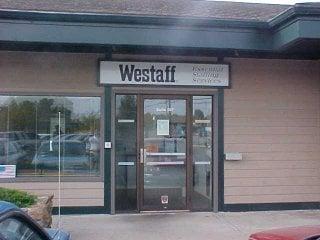 Westaff
Essential
Staffing
Services